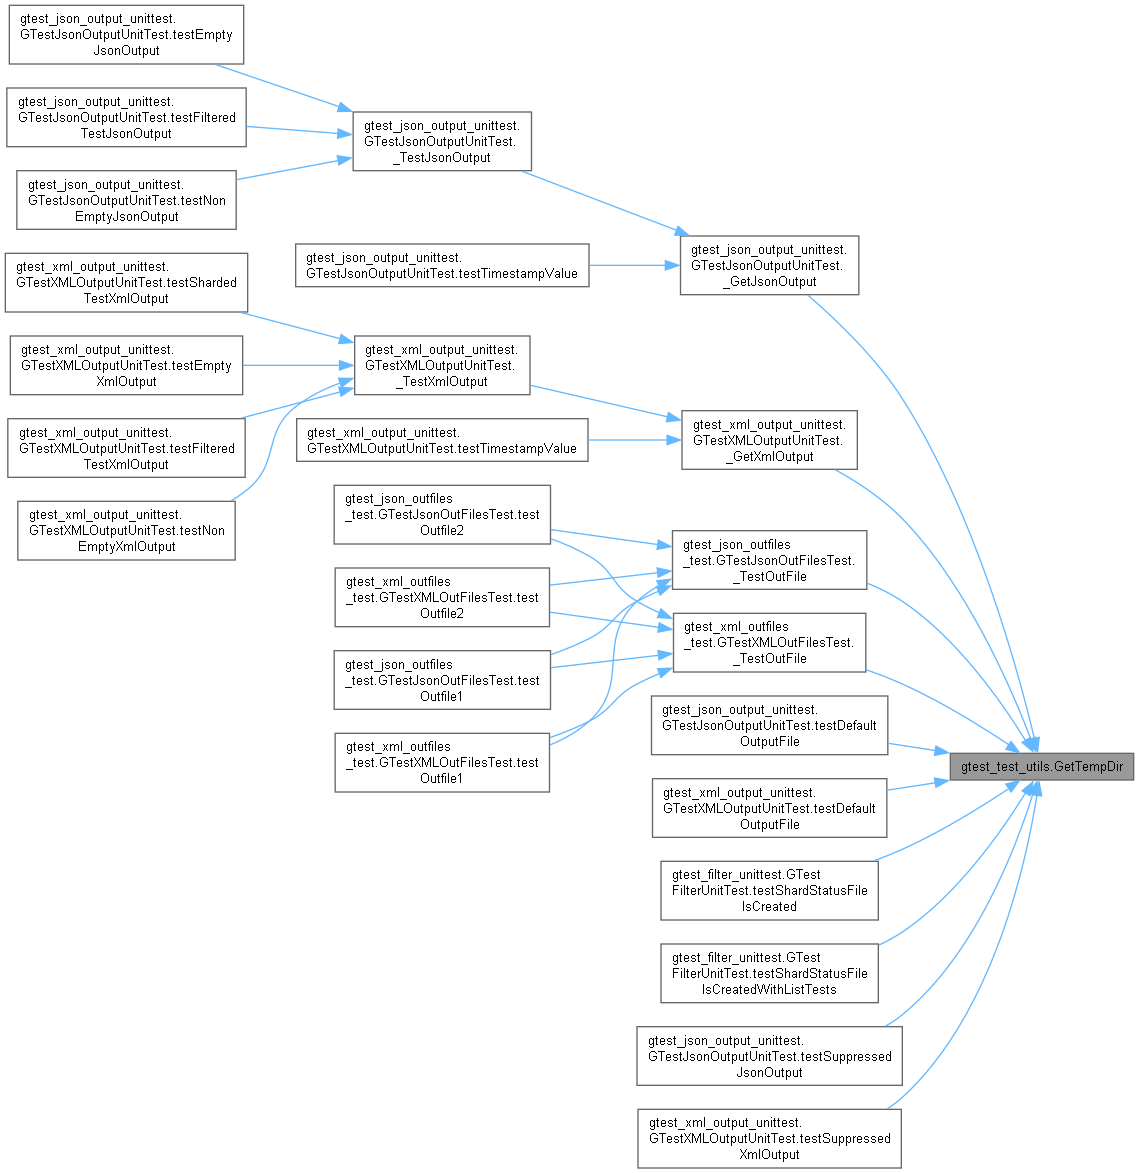 gtest_json_output_unittest.
GTestJsonOutputUnitTest.testEmpty
JsonOutput
gtest_json_output_unittest.
GTestJsonOutputUnitTest.testFiltered
TestJsonOutput
gtest_json_output_unittest.
GTestJsonOutputUnitTest.testNon
EmptyJsonOutput
gtest_xml_output_unittest.
GTestXMLOutputUnitTest.testSharded
TestXmlOutput
gtest_xml_output_unittest.
GTestXMLOutputUnitTest.testEmpty
XmlOutput
gtest_xml_output_unittest.
GTestXMLOutputUnitTest.testFiltered
TestXmlOutput
gtest_xml_output_unittest.
GTestXMLOutputUnitTest.testNon
EmptyXmlOutput
gtest_json_output_unittest.
GTestJsonOutputUnitTest.
_TestJsonOutput
gtest_json_output_unittest.
GTestJsonOutputUnitTest.testTimestampValue
gtest_xml_output_unittest.
GTestXMLOutputUnitTest.
_TestXmlOutput
gtest_xml_output_unittest.
GTestXMLOutputUnitTest.testTimestampValue
gtest_json_outfiles
_test.GTestJsonOutFilesTest.test
Outfile2
gtest_xml_outfiles
_test.GTestXMLOutFilesTest.test
Outfile2
gtest_json_outfiles
_test.GTestJsonOutFilesTest.test
Outfile1
gtest_xml_outfiles
_test.GTestXMLOutFilesTest.test
Outfile1
gtest_json_output_unittest.
GTestJsonOutputUnitTest.
_GetJsonOutput
gtest_xml_output_unittest.
GTestXMLOutputUnitTest.
_GetXmlOutput
gtest_json_outfiles
_test.GTestJsonOutFilesTest.
_TestOutFile
gtest_xml_outfiles
_test.GTestXMLOutFilesTest.
_TestOutFile
gtest_json_output_unittest.
GTestJsonOutputUnitTest.testDefault
OutputFile
gtest_xml_output_unittest.
GTestXMLOutputUnitTest.testDefault
OutputFile
gtest_filter_unittest.GTest
FilterUnitTest.testShardStatusFile
IsCreated
gtest_filter_unittest.GTest
FilterUnitTest.testShardStatusFile
IsCreatedWithListTests
gtest_json_output_unittest.
GTestJsonOutputUnitTest.testSuppressed
JsonOutput
gtest_xml_output_unittest.
GTestXMLOutputUnitTest.testSuppressed
XmlOutput
gtest_test_utils.GetTempDir